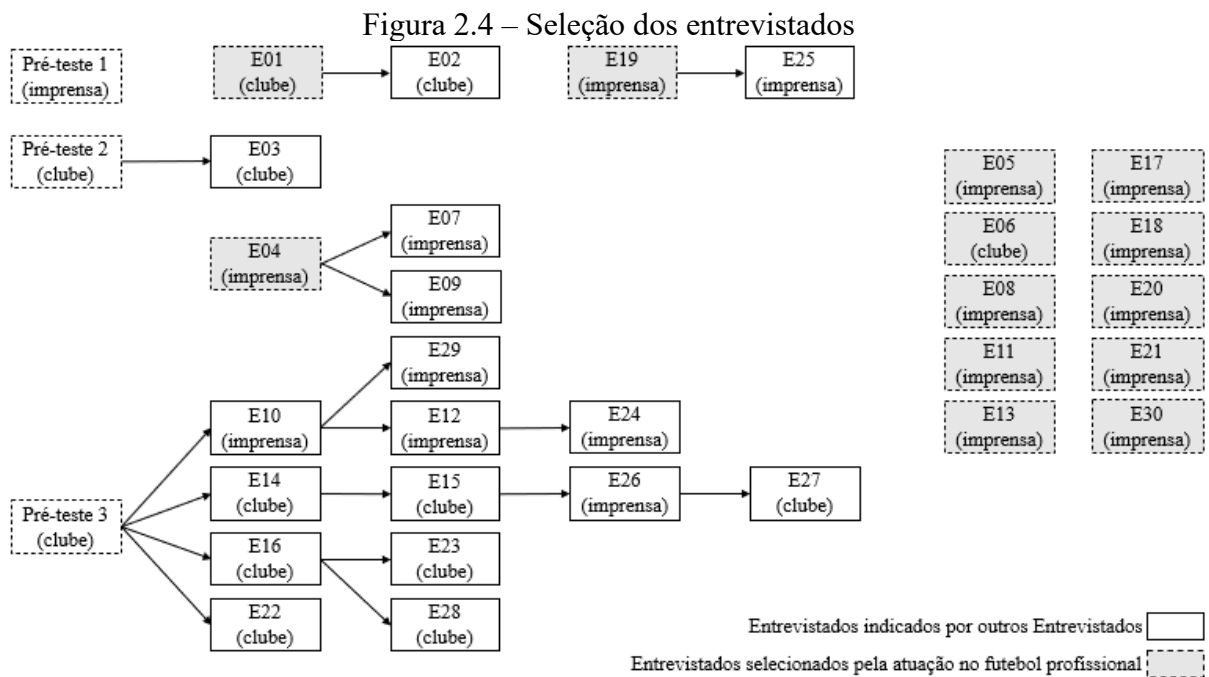 Figura 2.4 – Seleção dos entrevistados
Pré-teste 1
(imprensa)
E01
(clube)
E02
(clube)
E19
(imprensa)
E25
(imprensa)
Pré-teste 2
(clube)
E03
(clube)
E04
(imprensa)
E07
(imprensa)
E09
(imprensa)
E05
(imprensa)
E17
(imprensa)
E06
(clube)
E18
(imprensa)
E08
(imprensa)
E20
(imprensa)
E11
(imprensa)
E21
(imprensa)
E13
(imprensa)
E30
(imprensa)
Pré-teste 3
(clube)
E10
(imprensa)
E29
(imprensa)
E12
(imprensa)
E24
(imprensa)
E14
(clube)
E15
(clube)
E26
(imprensa)
E27
(clube)
E16
(clube)
E23
(clube)
E22
(clube)
E28
(clube)
Entrevistados indicados por outros Entrevistados
Entrevistados selecionados pela atuação no futebol profissional